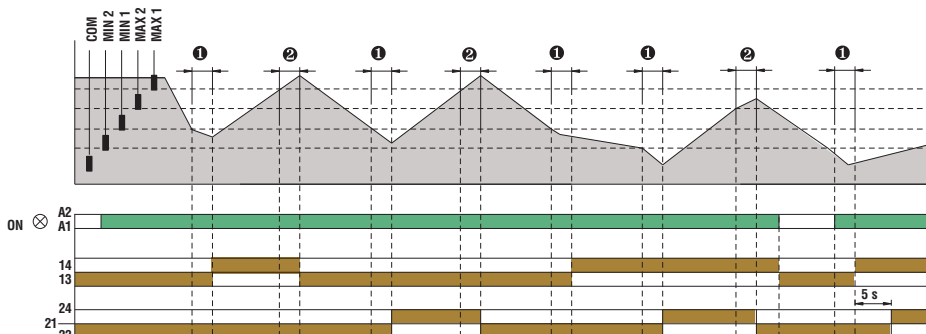 COM
MIN 2
MIN 1
MAX 2
MAX 1
❶ ❷ ❶ ❷ ❶ ❶ ❷ ❶
A2
ON A1
14
13
5 s
24
21